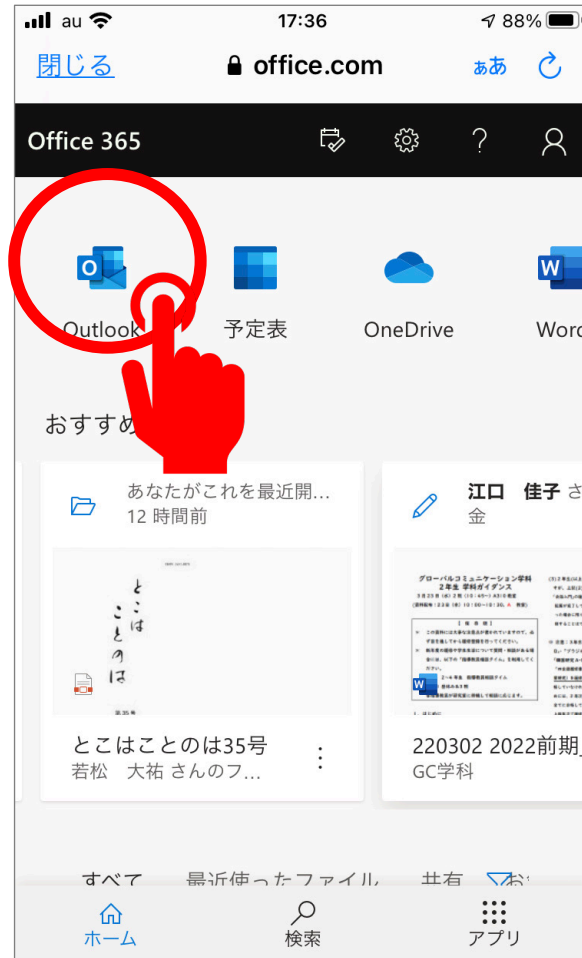 au 17:36 88%
閉じる office.com ぁあ
Office 365
Outlook 予定表 OneDrive Word
おすすめ
あなたがこれを最近開...
12 時間前
とこは
ことのは
とこはことのは35号
若松 大祐 さんのフ...
江口 佳子 さ
金
グローバルコミュニケーション学科
2年生 学科ガイダンス
220302 2022前期_
GC学科
すべて 最近使ったファイル 共有 お
ホーム 検索 アプリ